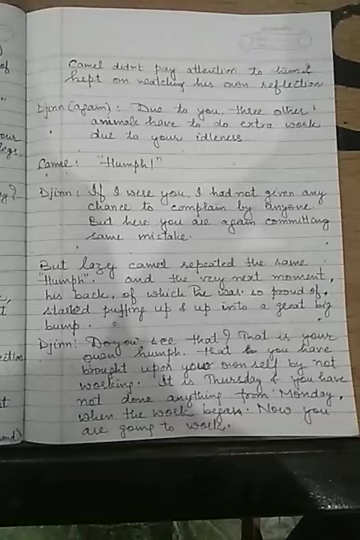 Camel didn't pay attention to
kept on watching his own reflection
Djinn (again) : Due to you, three other
animals have to do extra work
due to your idleness
Came : "Humph!"
Djinn : If I were you, I had not given any
chance to complain by anyone
But here you are again committing
same mistake.
But lazy camel repeated the same
"Humph". and the very next moment,
his back, of which he was so proud of,
started puffing up & up into a great big
bump.
Djinn : Do you see that? That is your
humph. that you have
brought upon your own self by not
working. It is Thursday & you have
not done anything from Monday,
when the work began. Now you
are going to work.